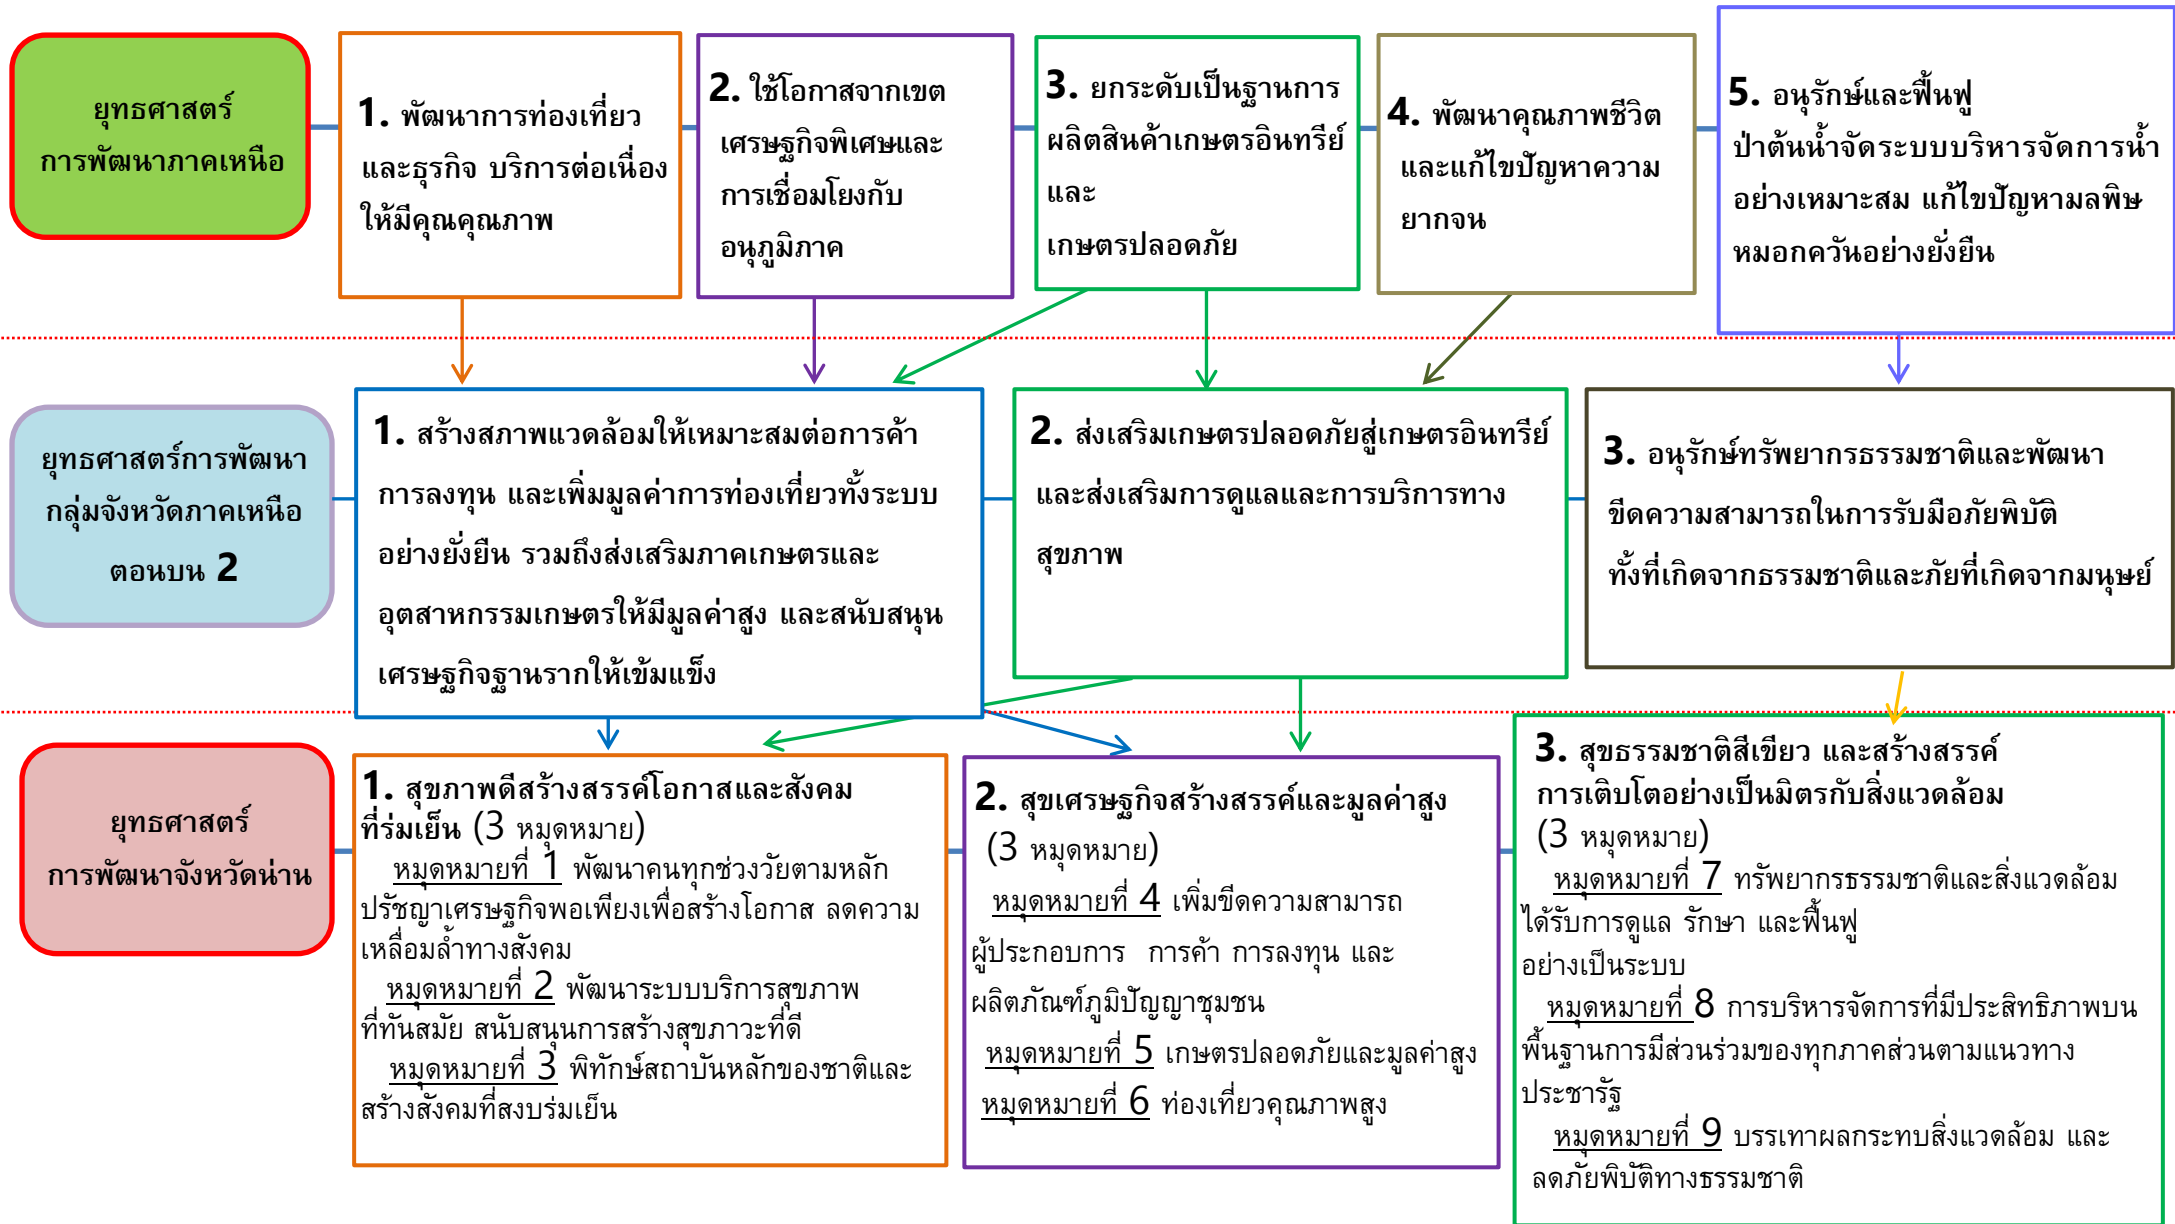 ยุทธศาสตร์
การพัฒนาภาคเหนือ
1. พัฒนาการท่องเที่ยว
และธุรกิจ บริการต่อเนื่อง
ให้มีคุณคุณภาพ
2. ใช้โอกาสจากเขต
เศรษฐกิจพิเศษและ
การเชื่อมโยงกับ
อนุภูมิภาค
3. ยกระดับเป็นฐานการ
ผลิตสินค้าเกษตรอินทรีย์
และ
เกษตรปลอดภัย
4. พัฒนาคุณภาพชีวิต
และแก้ไขปัญหาความ
ยากจน
5. อนุรักษ์และฟื้นฟู
ป่าต้นน้ำจัดระบบบริหารจัดการน้ำ
อย่างเหมาะสม แก้ไขปัญหามลพิษ
หมอกควันอย่างยั่งยืน
ยุทธศาสตร์การพัฒนา
กลุ่มจังหวัดภาคเหนือ
ตอนบน 2
1. สร้างสภาพแวดล้อมให้เหมาะสมต่อการค้า
การลงทุน และเพิ่มมูลค่าการท่องเที่ยวทั้งระบบ
อย่างยั่งยืน รวมถึงส่งเสริมภาคเกษตรและ
อุตสาหกรรมเกษตรให้มีมูลค่าสูง และสนับสนุน
เศรษฐกิจฐานรากให้เข้มแข็ง
2. ส่งเสริมเกษตรปลอดภัยสู่เกษตรอินทรีย์
และส่งเสริมการดูแลและการบริการทาง
สุขภาพ
3. อนุรักษ์ทรัพยากรธรรมชาติและพัฒนา
ขีดความสามารถในการรับมือภัยพิบัติ
ทั้งที่เกิดจากธรรมชาติและภัยที่เกิดจากมนุษย์
ยุทธศาสตร์
การพัฒนาจังหวัดน่าน
1. สุขภาพดีสร้างสรรค์โอกาสและสังคม
ที่ร่มเย็น (3 หมุดหมาย)
หมุดหมายที่ 1 พัฒนาคนทุกช่วงวัยตามหลัก
ปรัชญาเศรษฐกิจพอเพียงเพื่อสร้างโอกาส ลดความ
เหลื่อมล้ำทางสังคม
หมุดหมายที่ 2 พัฒนาระบบบริการสุขภาพ
ที่ทันสมัย สนับสนุนการสร้างสุขภาวะที่ดี
หมุดหมายที่ 3 พิทักษ์สถาบันหลักของชาติและ
สร้างสังคมที่สงบร่มเย็น
2. สุขเศรษฐกิจสร้างสรรค์และมูลค่าสูง
(3 หมุดหมาย)
หมุดหมายที่ 4 เพิ่มขีดความสามารถ
ผู้ประกอบการ การค้า การลงทุน และ
ผลิตภัณฑ์ภูมิปัญญาชุมชน
หมุดหมายที่ 5 เกษตรปลอดภัยและมูลค่าสูง
หมุดหมายที่ 6 ท่องเที่ยวคุณภาพสูง
3. สุขธรรมชาติสีเขียว และสร้างสรรค์
การเติบโตอย่างเป็นมิตรกับสิ่งแวดล้อม
(3 หมุดหมาย)
หมุดหมายที่ 7 ทรัพยากรธรรมชาติและสิ่งแวดล้อม
ได้รับการดูแล รักษา และฟื้นฟู
อย่างเป็นระบบ
หมุดหมายที่ 8 การบริหารจัดการที่มีประสิทธิภาพบน
พื้นฐานการมีส่วนร่วมของทุกภาคส่วนตามแนวทาง
ประชารัฐ
หมุดหมายที่ 9 บรรเทาผลกระทบสิ่งแวดล้อม และ
ลดภัยพิบัติทางธรรมชาติ